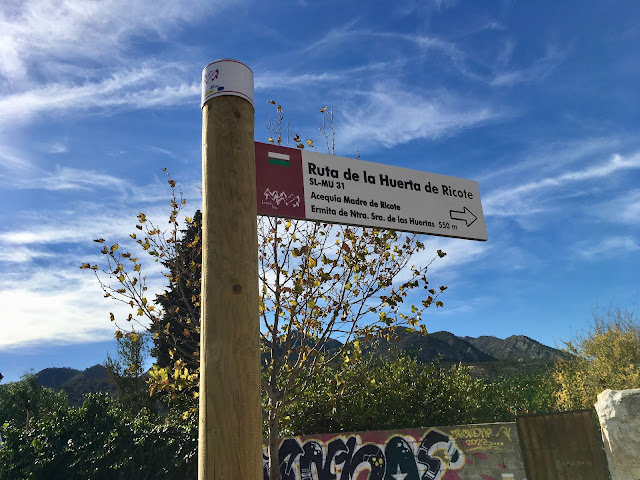 Ruta de la Huerta de Ricote
SL-MU 31
Acequia Madre de Ricote
Ermita de Ntra. Sra. de las Huertas 550 m